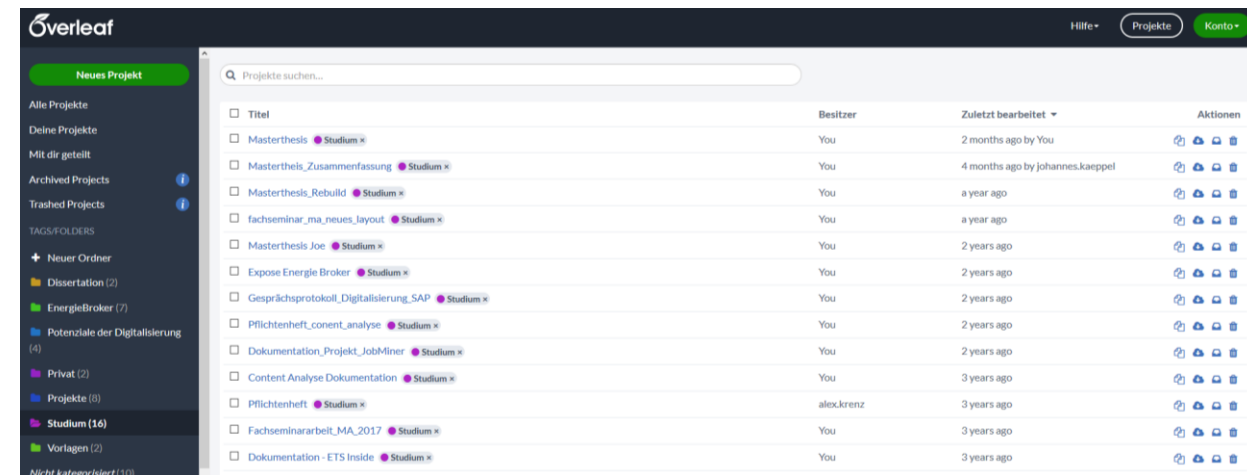 Overleaf
Hilfe Projekte Konto
Neues Projekt
Alle Projekte
Deine Projekte
Mit dir geteilt
Archived Projects
Trashed Projects
TAGS/FOLDERS
+ Neuer Ordner
Dissertation (2)
EnergieBroker (7)
Potenziale der Digitalisierung
(4)
Privat (2)
Projekte (8)
Studium (16)
Vorlagen (2)
Nicht kategorisiert (10)
Projekte suchen...
Titel Besitzer Zuletzt bearbeitet Aktionen
Masterthesis Studium × You 2 months ago by You
Mastertheis_Zusammenfassung Studium × You 4 months ago by johannes.kaeppel
Masterthesis_Rebuild Studium × You a year ago
fachseminar_ma_neues_layout Studium × You a year ago
Masterthesis Joe Studium × You 2 years ago
Expose Energie Broker Studium × You 2 years ago
Gesprächsprotokoll_Digitalisierung_SAP Studium × You 2 years ago
Pflichtenheft_conent_analyse Studium × You 2 years ago
Dokumentation_Projekt_JobMiner Studium × You 2 years ago
Content Analyse Dokumentation Studium × You 3 years ago
Pflichtenheft Studium × alex.krenz 3 years ago
Fachseminararbeit_MA_2017 Studium × You 3 years ago
Dokumentation - ETS Inside Studium × You 3 years ago